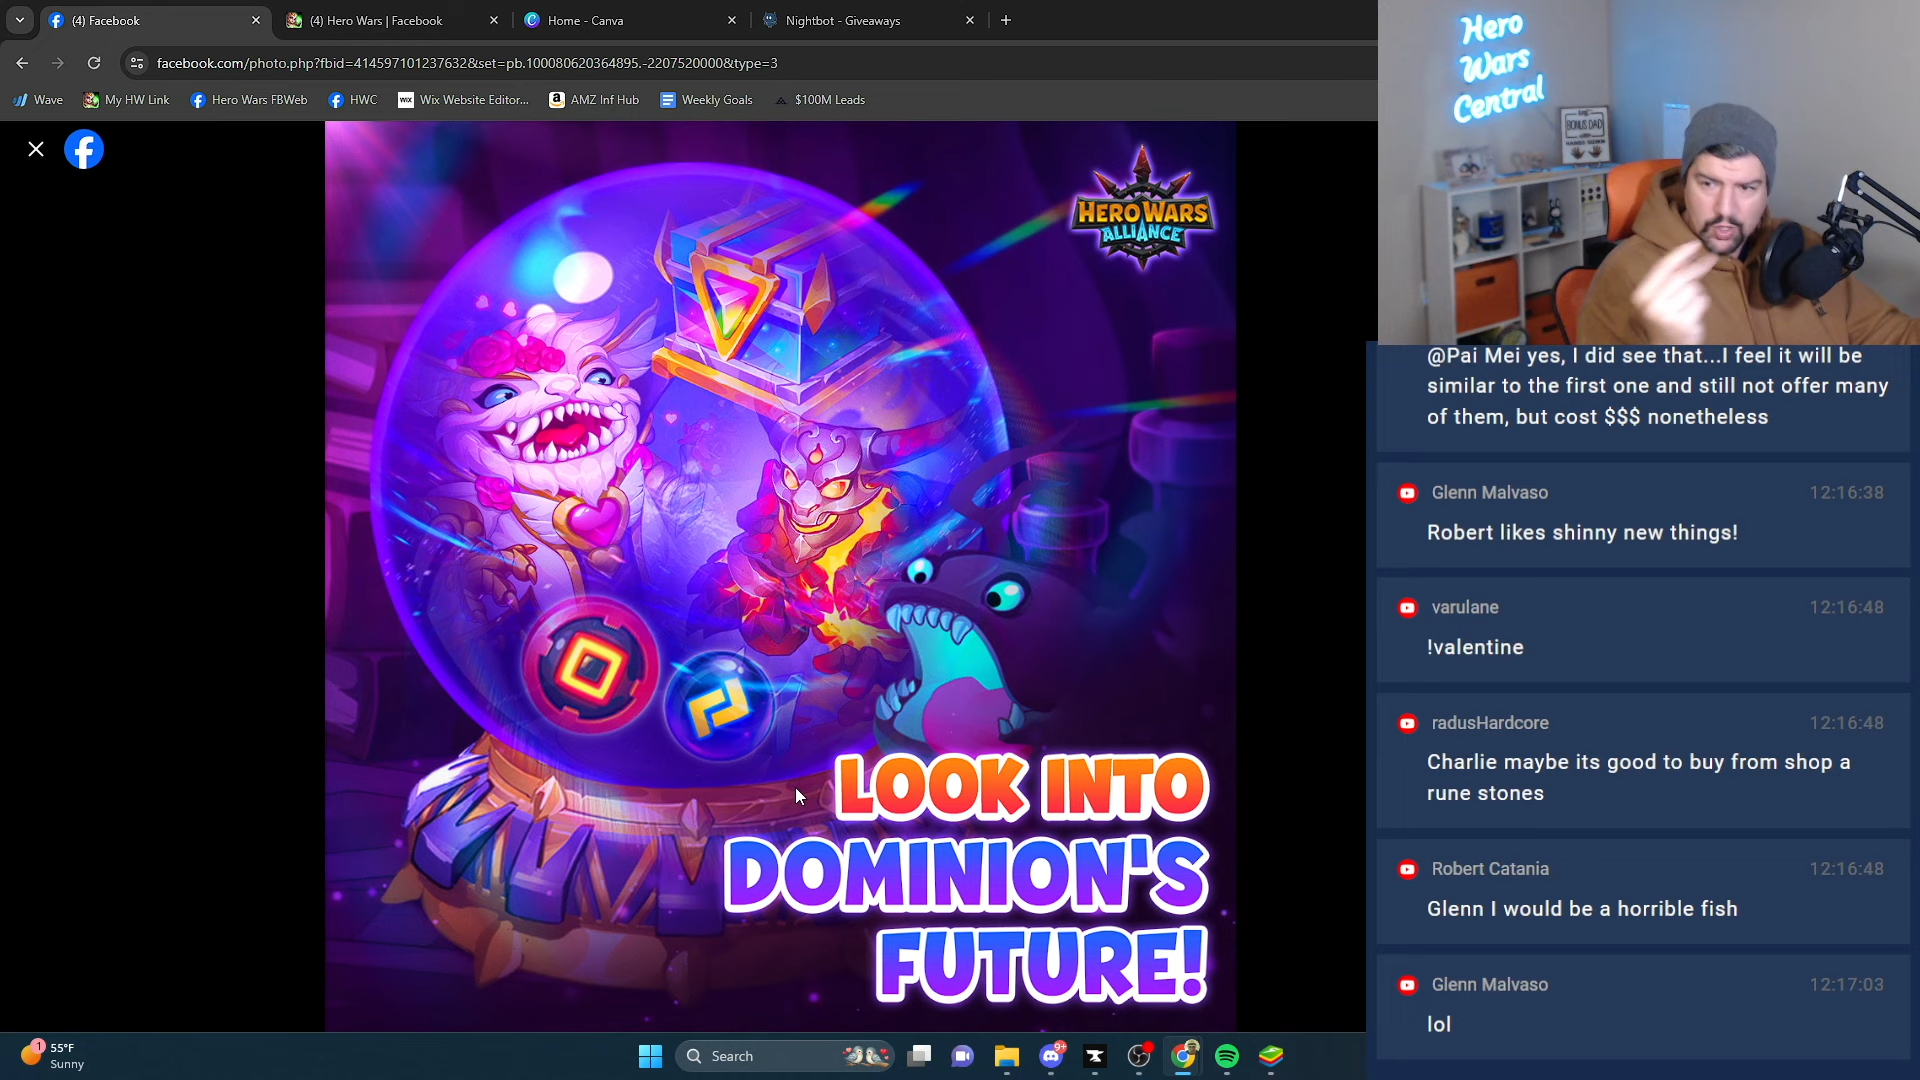 (4) Facebook
(4) Hero Wars | Facebook
Home - Canva
Nightbot - Giveaways
facebook.com/photo.php?fbid=414597101237632&set=pb.100080620364895.-2207520000&type=3
Wave
My HW Link
Hero Wars FBWeb
HWC
WIX
Wix Website Editor...
AMZ Inf Hub
Weekly Goals
$100M Leads
HERO WARS
ALLIANCE
LOOK INTO
DOMINION'S
FUTURE!
Hero
Wars
Central
BONUS DAD
@Pai Mei yes, I did see that...I feel it will be
similar to the first one and still not offer many
of them, but cost $$$ nonetheless
Glenn Malvaso 12:16:38
Robert likes shinny new things!
varulane 12:16:48
!valentine
radusHardcore 12:16:48
Charlie maybe its good to buy from shop a
rune stones
Robert Catania 12:16:48
Glenn I would be a horrible fish
Glenn Malvaso 12:17:03
lol
1
55°F
Sunny
Search
9+